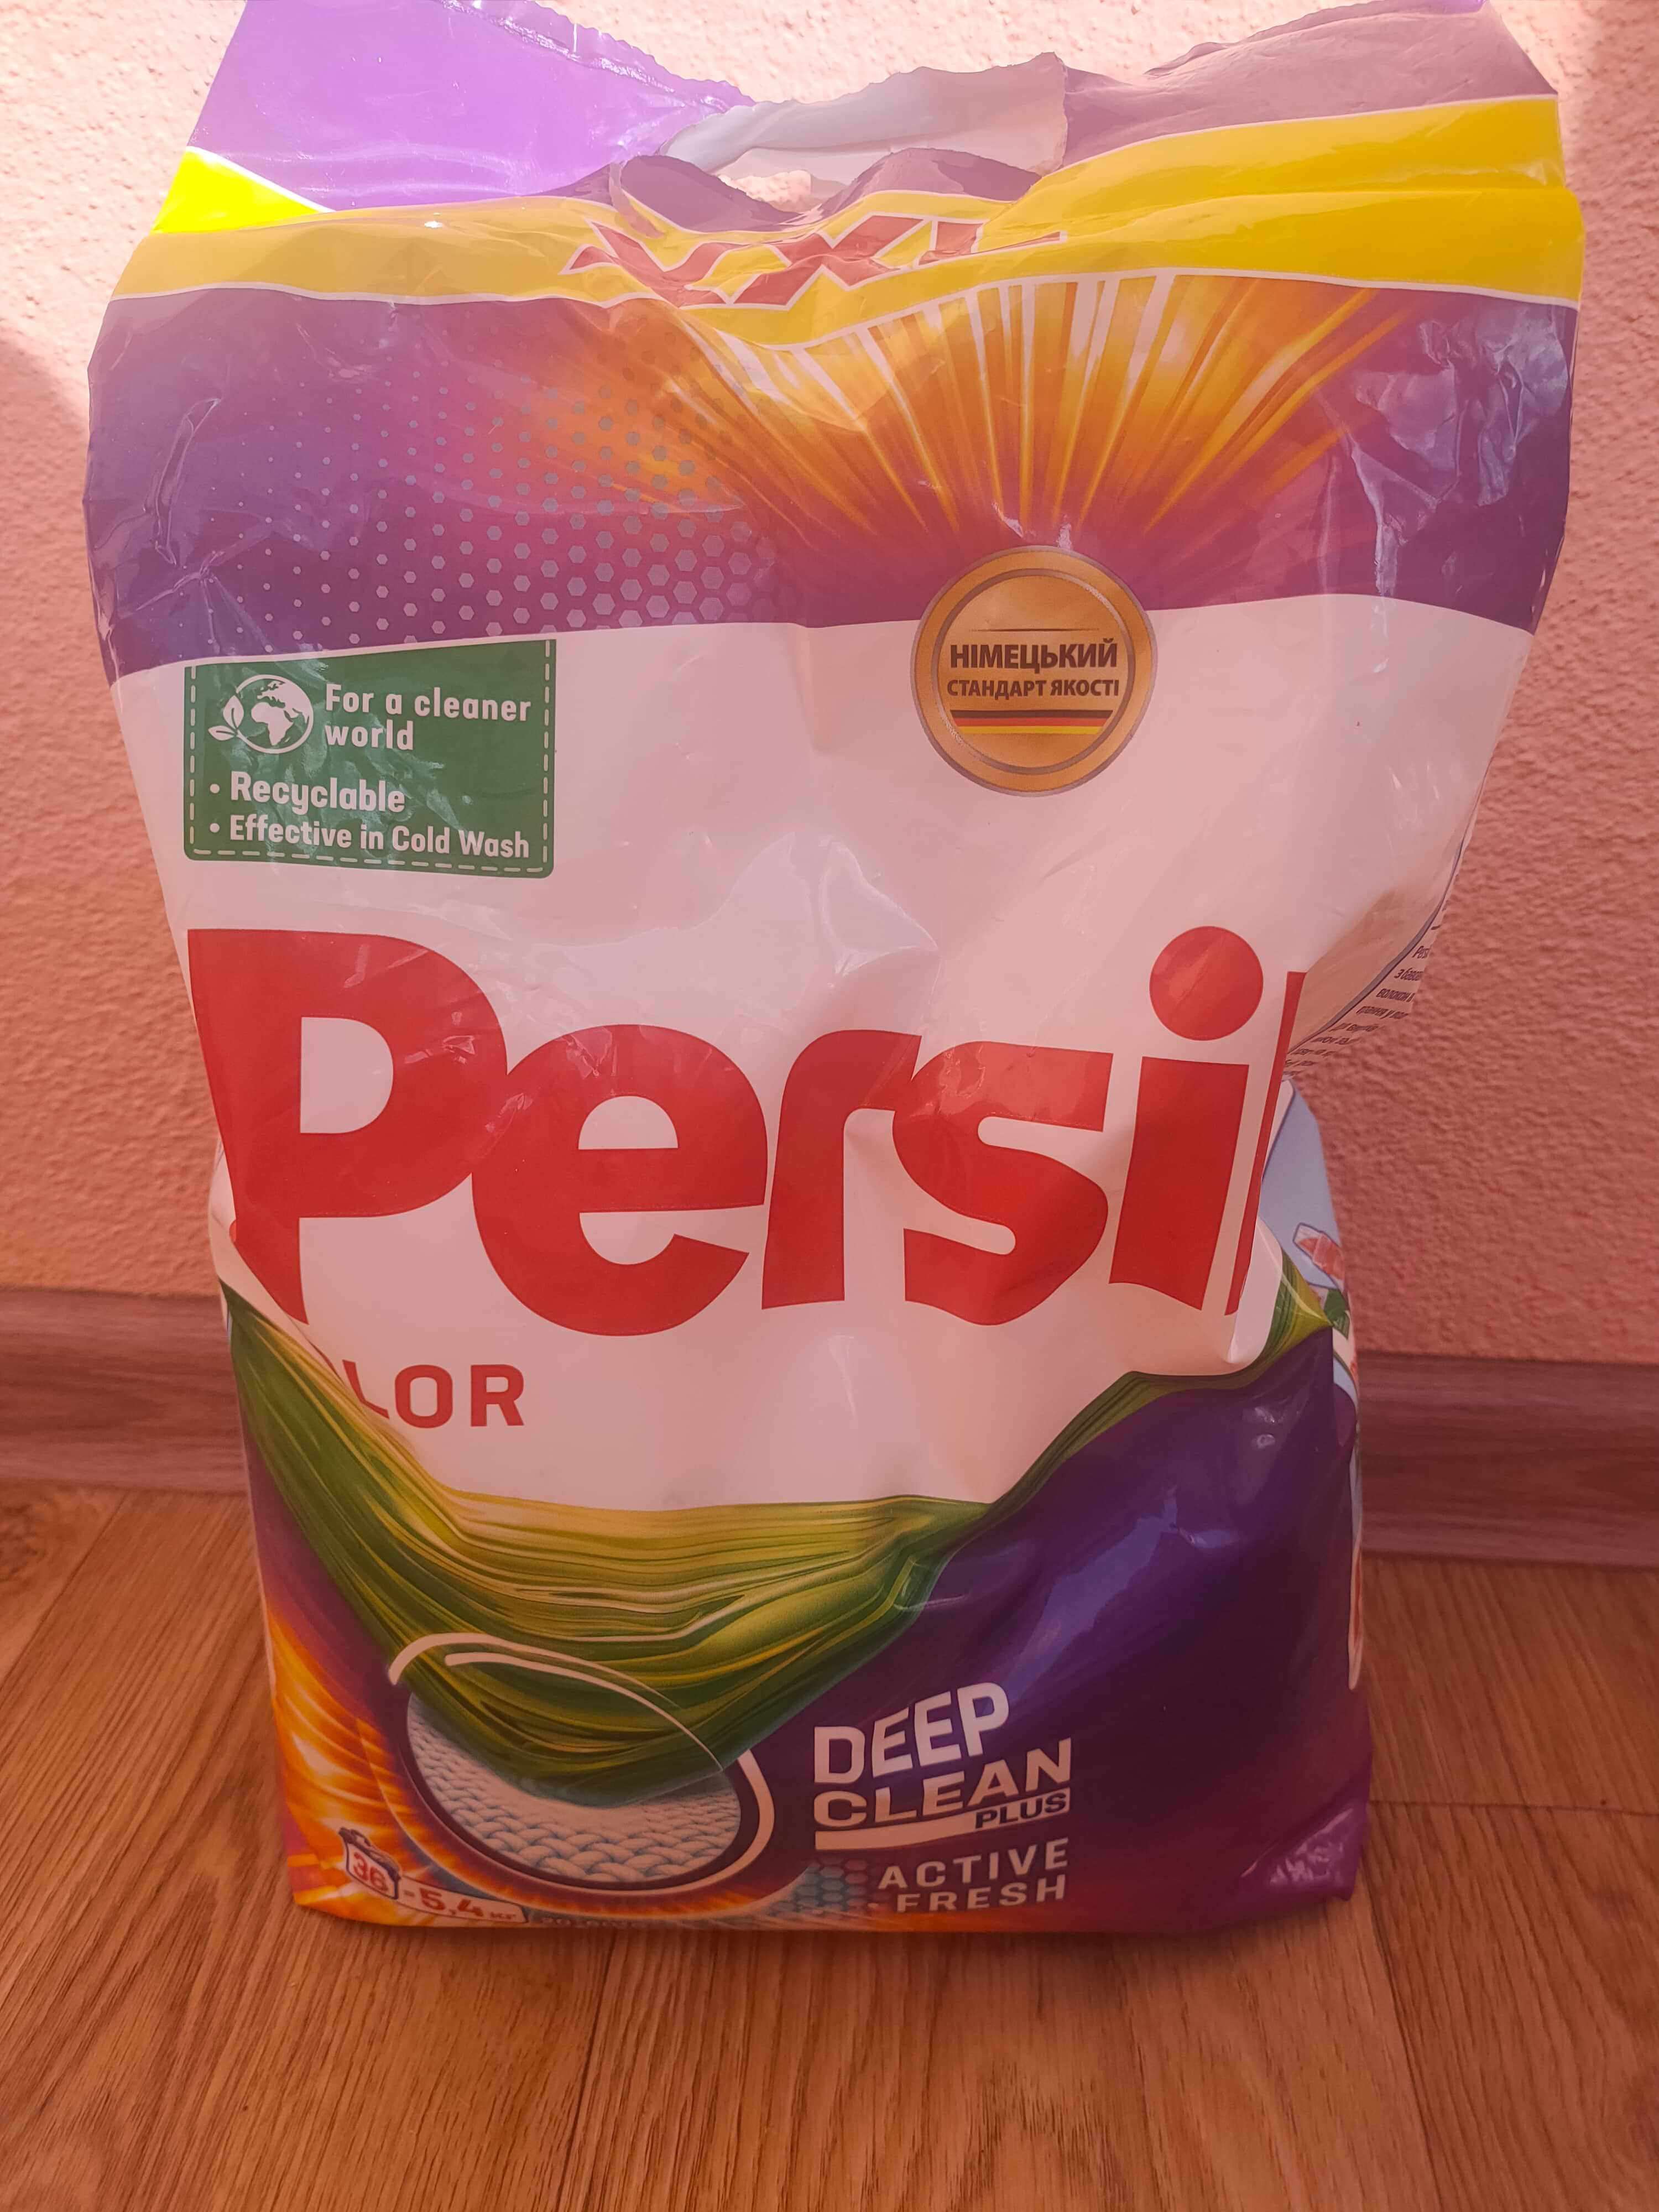 XXL
НІМЕЦЬКИЙ
СТАНДАРТ ЯКОСТІ
For a cleaner
world
• Recyclable
• Effective in Cold Wash
Persil
LOR
DEEP
CLEAN
PLUS
ACTIVE
FRESH
36 = 5,4 кг